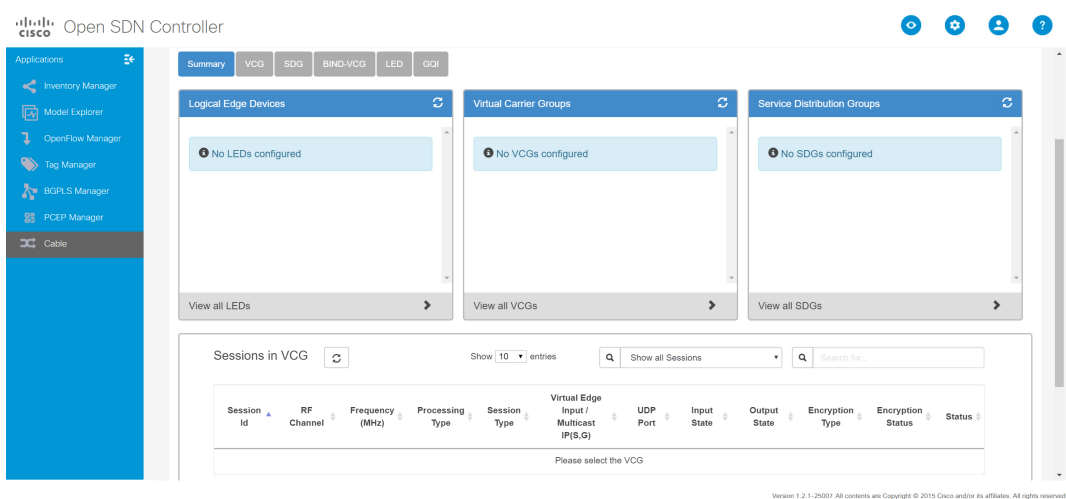 CISCO Open SDN Controller
?
Applications
Inventory Manager
Model Explorer
OpenFlow Manager
Tag Manager
BGPLS Manager
PCEP Manager
Cable
Summary VCG SDG BIND-VCG LED GQI
Logical Edge Devices
No LEDs configured
View all LEDs
Virtual Carrier Groups
No VCGs configured
View all VCGs
Service Distribution Groups
No SDGs configured
View all SDGs
Sessions in VCG
Show 10 entries
Show all Sessions
Search for...
Session Id
RF Channel
Frequency (MHz)
Processing Type
Session Type
Virtual Edge Input / Multicast IP(S,G)
UDP Port
Input State
Output State
Encryption Type
Encryption Status
Status
Please select the VCG
Version 1.2.1-25007 All contents are Copyright © 2015 Cisco and/or its affiliates. All rights reserved